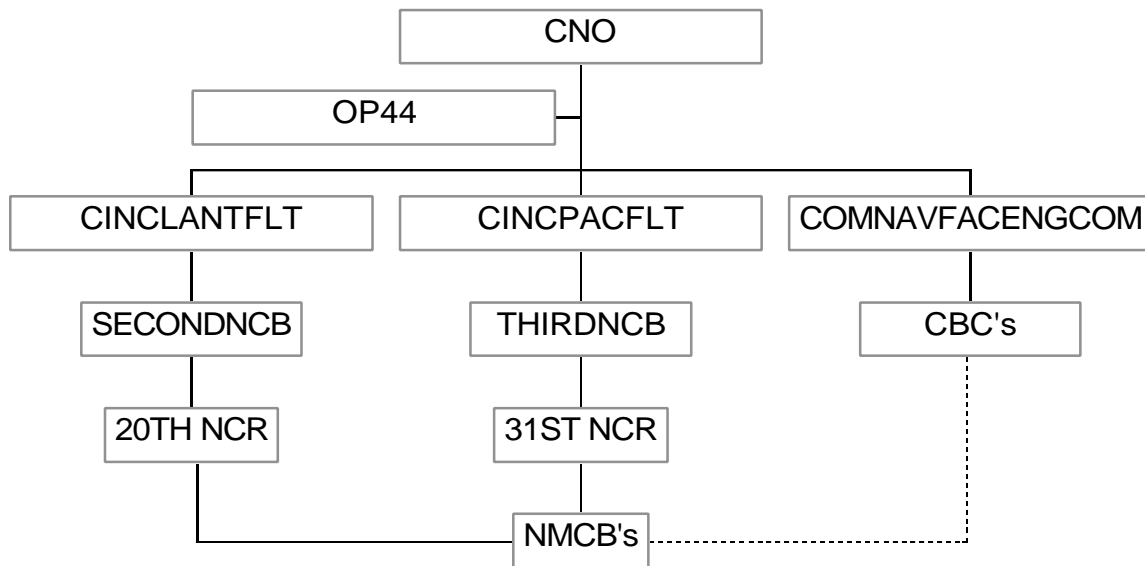 CNO
OP44
CINCLANTFLT
CINCPACFLT
COMNAVFACENGCOM
SECONDNCB
THIRDNCB
CBC's
20TH NCR
31ST NCR
NMCB's